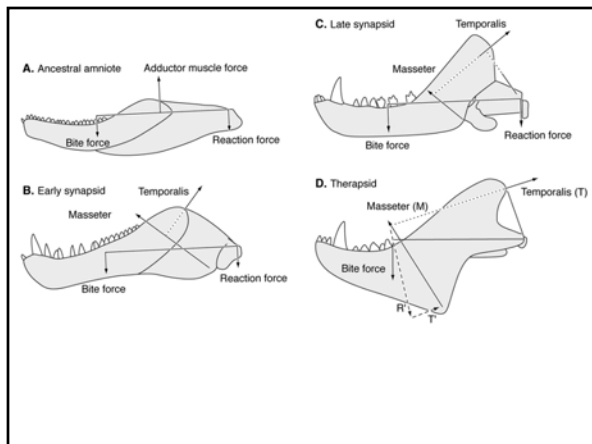 A. Ancestral amniote
Adductor muscle force
Bite force
Reaction force
B. Early synapsid
Temporalis
Masseter
Bite force
Reaction force
C. Late synapsid
Temporalis
Masseter
Bite force
Reaction force
D. Therapsid
Masseter (M)
Temporalis (T)
Bite force
R'
T'